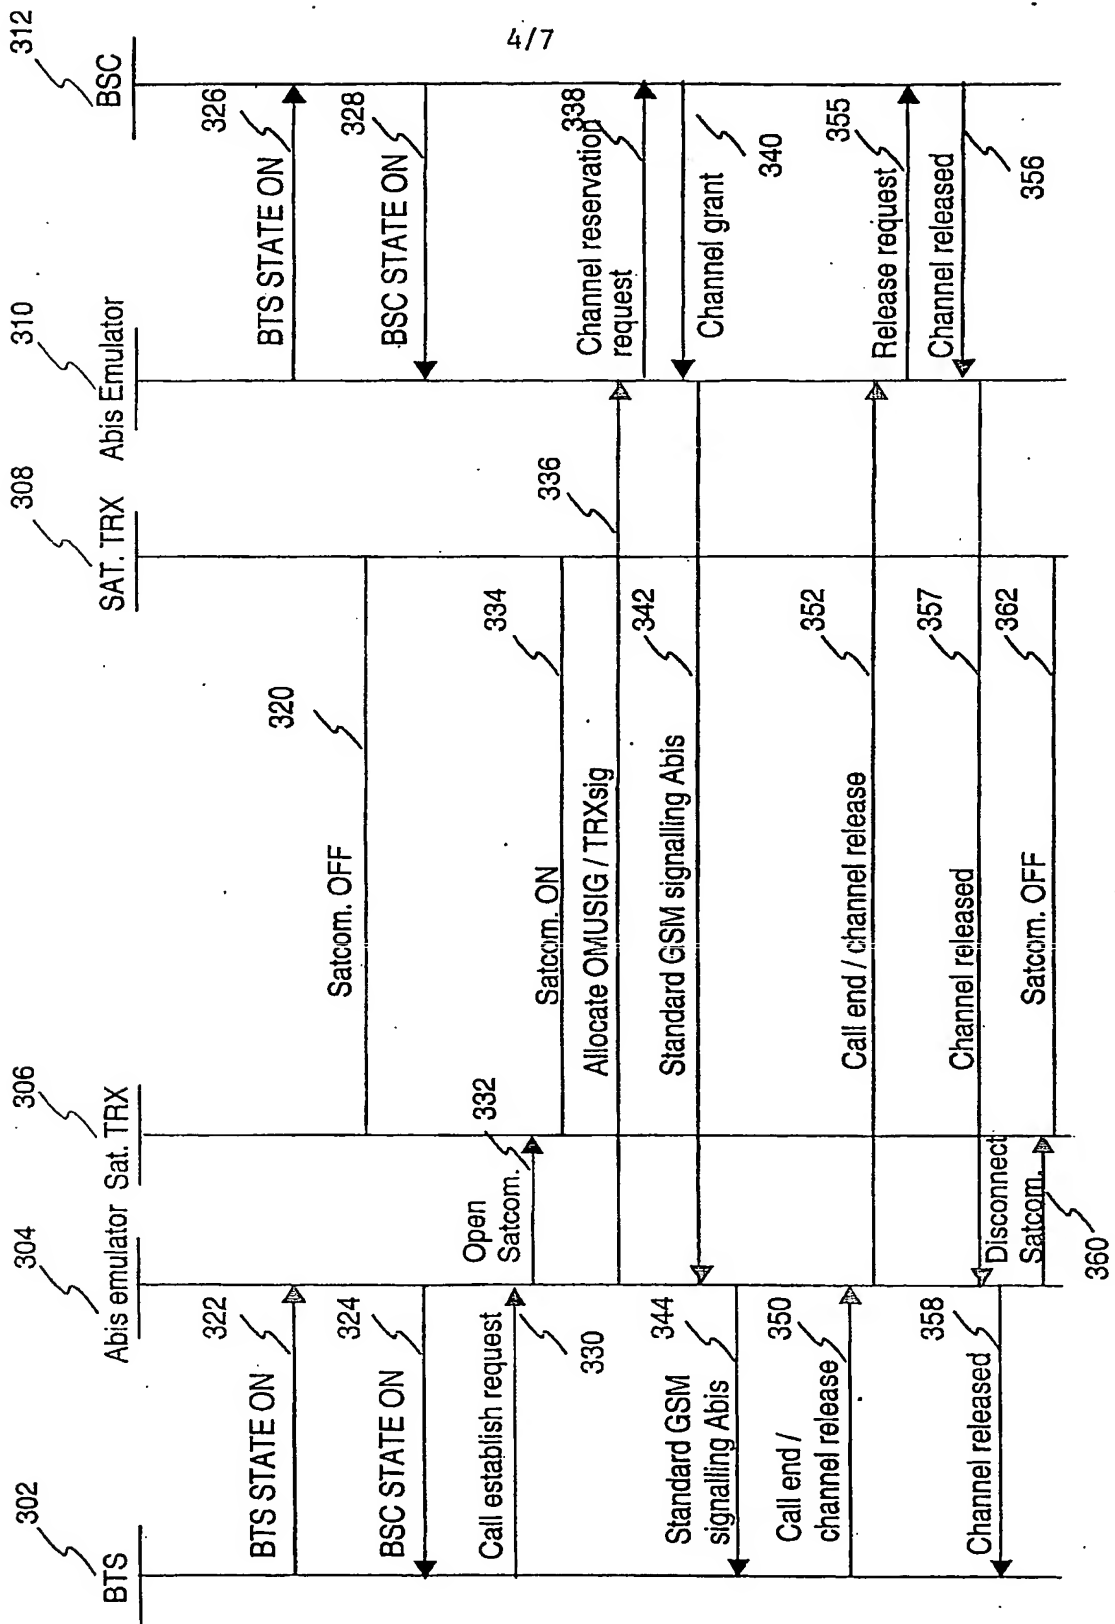 4/7
302
304
306
308
310
312
BTS
Abis emulator
Sat. TRX
SAT. TRX
Abis Emulator
BSC
BTS STATE ON
322
BTS STATE ON
326
Satcom. OFF
320
BSC STATE ON
324
BSC STATE ON
328
Call establish request
330
Open
Satcom.
332
Satcom. ON
334
Allocate OMUSIG / TRXsig
336
Channel reservation
request
338
Channel grant
340
Standard GSM signalling Abis
342
Standard GSM
signalling Abis
344
Call end /
channel release
350
Call end / channel release
352
Release request
355
Channel released
356
Channel released
357
Channel released
358
Disconnect
Satcom.
360
Satcom. OFF
362